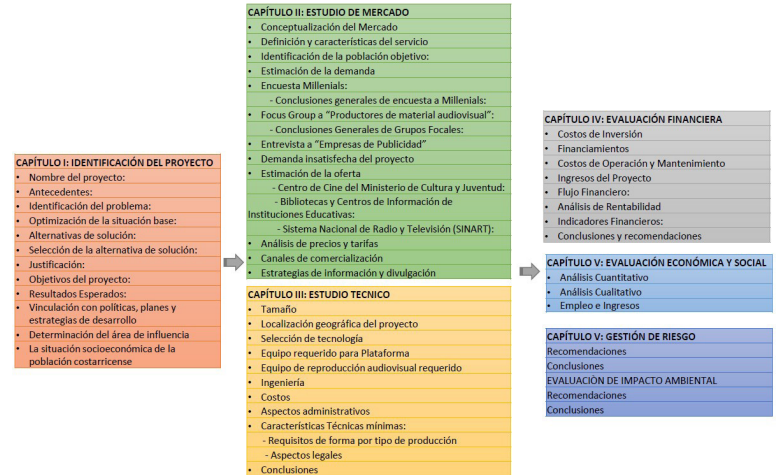 CAPÍTULO I: IDENTIFICACIÓN DEL PROYECTO
• Nombre del proyecto:
• Antecedentes:
• Identificación del problema:
• Optimización de la situación base:
• Alternativas de solución:
• Selección de la alternativa de solución:
• Justificación:
• Objetivos del proyecto:
• Resultados Esperados:
• Vinculación con políticas, planes y
estrategias de desarrollo
• Determinación del área de influencia
• La situación socioeconómica de la
población costarricense
CAPÍTULO II: ESTUDIO DE MERCADO
• Conceptualización del Mercado
• Definición y características del servicio
• Identificación de la población objetivo:
• Estimación de la demanda
• Encuesta Millenials:
- Conclusiones generales de encuesta a Millenials:
• Focus Group a “Productores de material audiovisual”:
- Conclusiones Generales de Grupos Focales:
• Entrevista a “Empresas de Publicidad”
• Demanda insatisfecha del proyecto
• Estimación de la oferta
- Centro de Cine del Ministerio de Cultura y Juventud:
- Bibliotecas y Centros de Información de
Instituciones Educativas:
- Sistema Nacional de Radio y Televisión (SINART):
• Análisis de precios y tarifas
• Canales de comercialización
• Estrategias de información y divulgación
CAPÍTULO III: ESTUDIO TECNICO
• Tamaño
• Localización geográfica del proyecto
• Selección de tecnología
• Equipo requerido para Plataforma
• Equipo de reproducción audiovisual requerido
• Ingeniería
• Costos
• Aspectos administrativos
• Características Técnicas mínimas:
- Requisitos de forma por tipo de producción
- Aspectos legales
• Conclusiones
CAPÍTULO IV: EVALUACIÓN FINANCIERA
• Costos de Inversión
• Financiamientos
• Costos de Operación y Mantenimiento
• Ingresos del Proyecto
• Flujo Financiero:
• Análisis de Rentabilidad
• Indicadores Financieros:
• Conclusiones y recomendaciones
CAPÍTULO V: EVALUACIÓN ECONÓMICA Y SOCIAL
• Análisis Cuantitativo
• Análisis Cualitativo
• Empleo e Ingresos
CAPÍTULO V: GESTIÓN DE RIESGO
Recomendaciones
Conclusiones
EVALUACIÓN DE IMPACTO AMBIENTAL
Recomendaciones
Conclusiones